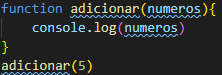 function adicionar(numeros){
    console.log(numeros)
}
adicionar(5)